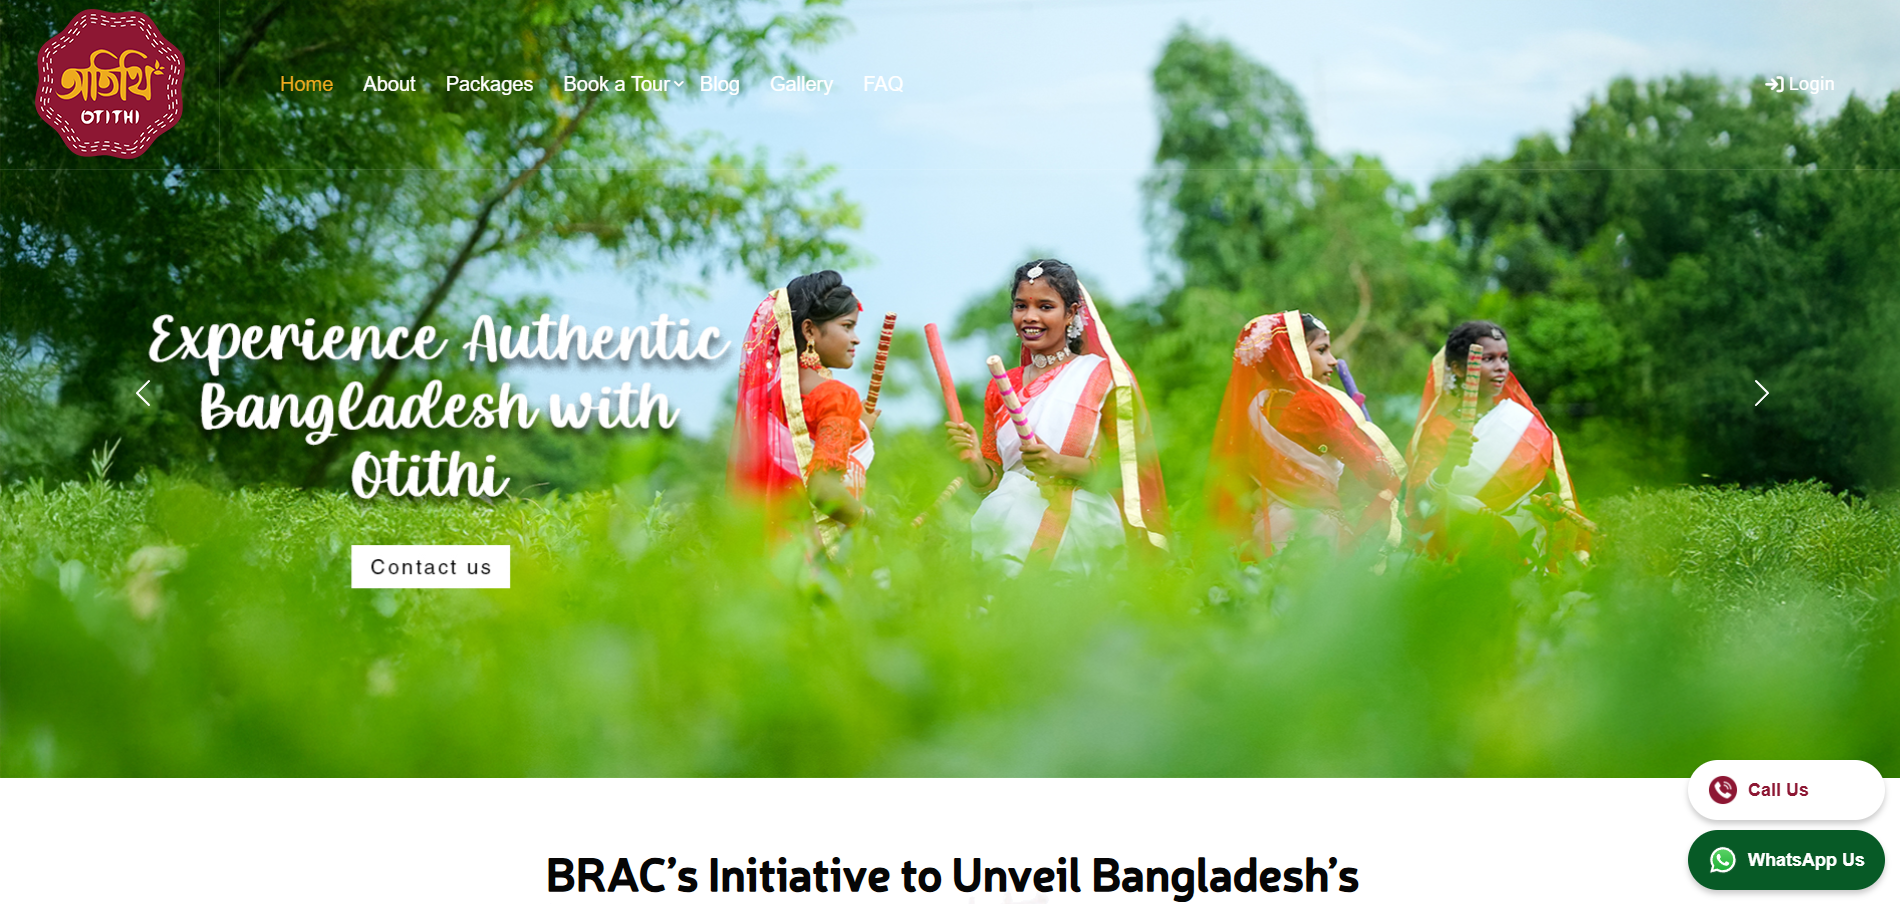 অতিথি
OTITHI
Home About Packages Book a Tour Blog Gallery FAQ Login
Experience Authentic
Bangladesh with
Otithi
Contact us
Call Us
WhatsApp Us
BRAC’s Initiative to Unveil Bangladesh’s